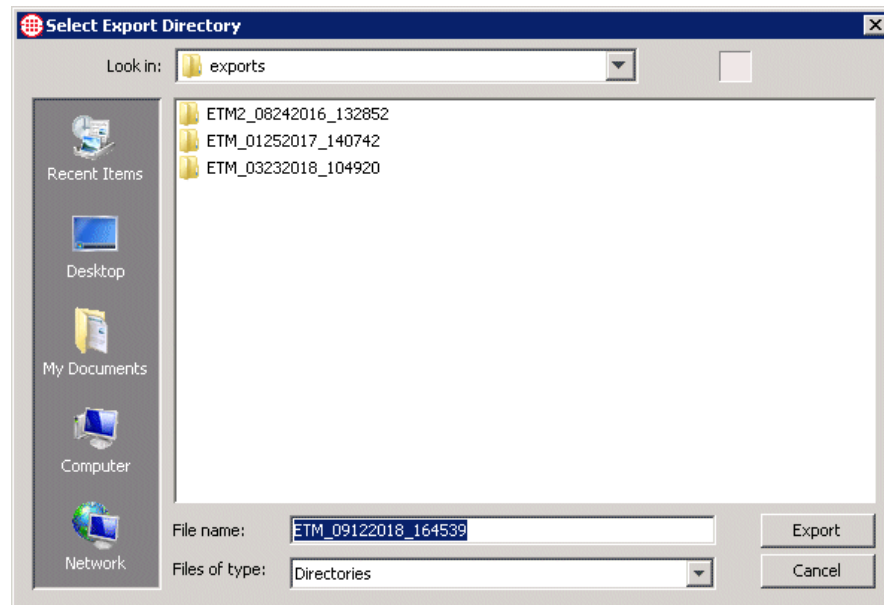 Select Export Directory
Look in:
exports
ETM2_08242016_132852
ETM_01252017_140742
ETM_03232018_104920
Recent Items
Desktop
My Documents
Computer
Network
File name:
ETM_09122018_164539
Export
Files of type:
Directories
Cancel